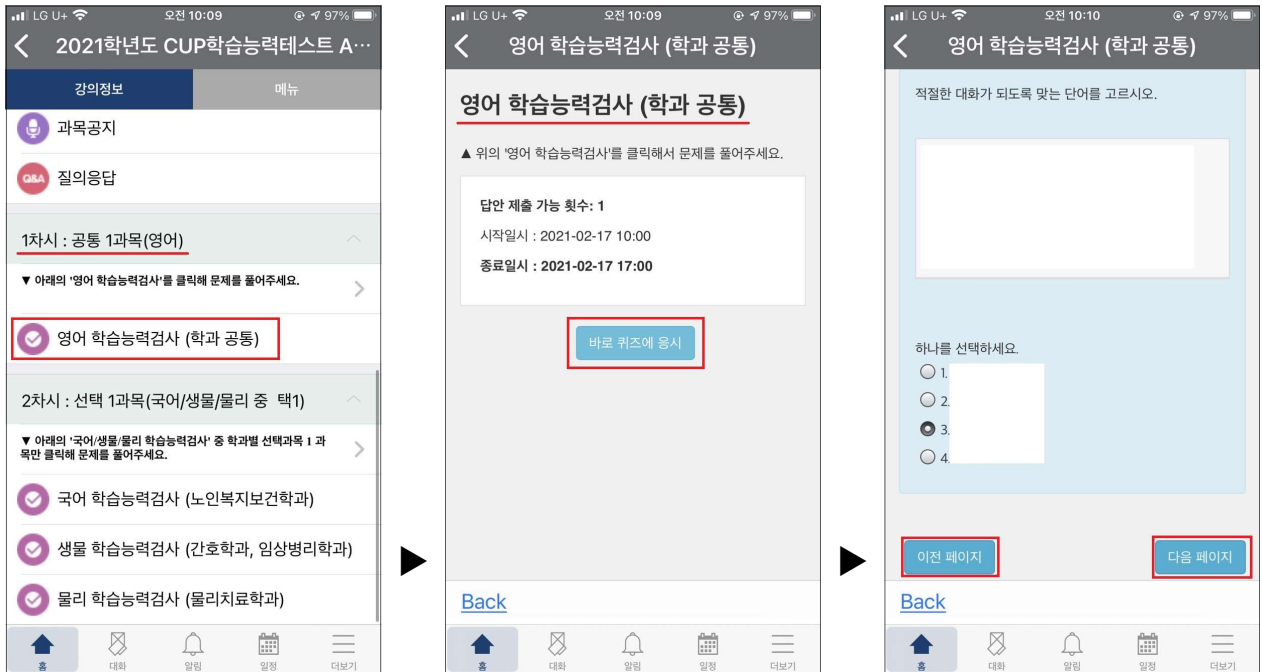 LG U+ 오전 10:09 97%
2021학년도 CUP학습능력테스트 A…
강의정보 메뉴
과목공지
Q&A 질의응답
1차시 : 공통 1과목(영어)
▼ 아래의 '영어 학습능력검사'를 클릭해 문제를 풀어주세요.
영어 학습능력검사 (학과 공통)
2차시 : 선택 1과목(국어/생물/물리 중 택1)
▼ 아래의 '국어/생물/물리 학습능력검사' 중 학과별 선택과목 1 과
목만 클릭해 문제를 풀어주세요.
국어 학습능력검사 (노인복지보건학과)
생물 학습능력검사 (간호학과, 임상병리학과)
물리 학습능력검사 (물리치료학과)
홈 대화 알림 일정 더보기
▶
LG U+ 오전 10:09 97%
영어 학습능력검사 (학과 공통)
영어 학습능력검사 (학과 공통)
▲ 위의 '영어 학습능력검사'를 클릭해서 문제를 풀어주세요.
답안 제출 가능 횟수: 1
시작일시 : 2021-02-17 10:00
종료일시 : 2021-02-17 17:00
바로 퀴즈에 응시
Back
홈 대화 알림 일정 더보기
▶
LG U+ 오전 10:10 97%
영어 학습능력검사 (학과 공통)
적절한 대화가 되도록 맞는 단어를 고르시오.
하나를 선택하세요.
1.
2.
3.
4.
이전 페이지 다음 페이지
Back
홈 대화 알림 일정 더보기